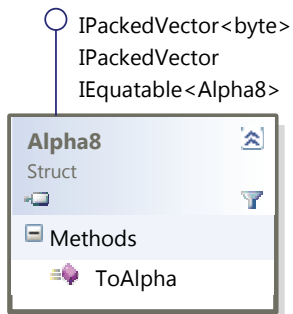 IPackedVector<byte>
IPackedVector
IEquatable<Alpha8>
Alpha8
Struct
Methods
ToAlpha